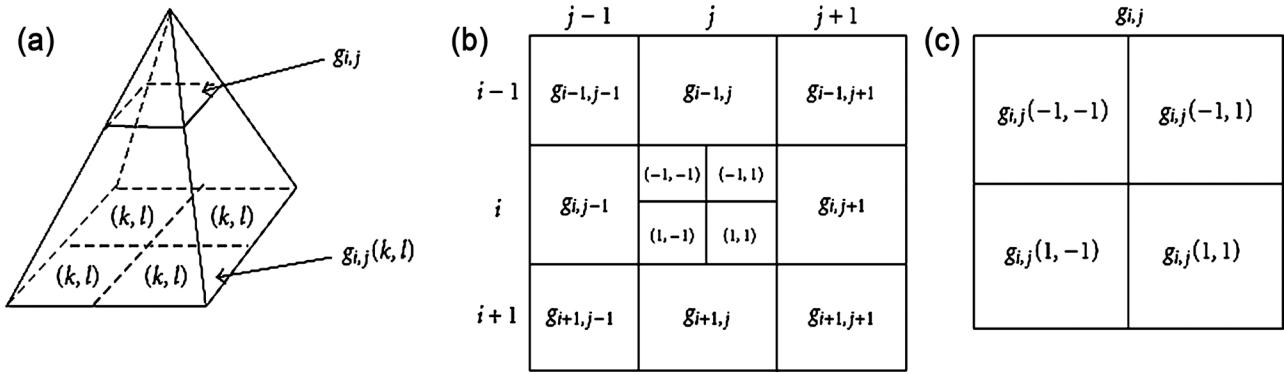 (a)
g_{i,j}
(k, l) (k, l)
(k, l) (k, l)
g_{i,j}(k, l)
(b)
j − 1 j j + 1
i − 1 g_{i−1,j−1} g_{i−1,j} g_{i−1,j+1}
(−1, −1) (−1, 1)
i g_{i,j−1} g_{i,j+1}
(1, −1) (1, 1)
i + 1 g_{i+1,j−1} g_{i+1,j} g_{i+1,j+1}
(c)
g_{i,j}
g_{i,j}(−1, −1) g_{i,j}(−1, 1)
g_{i,j}(1, −1) g_{i,j}(1, 1)